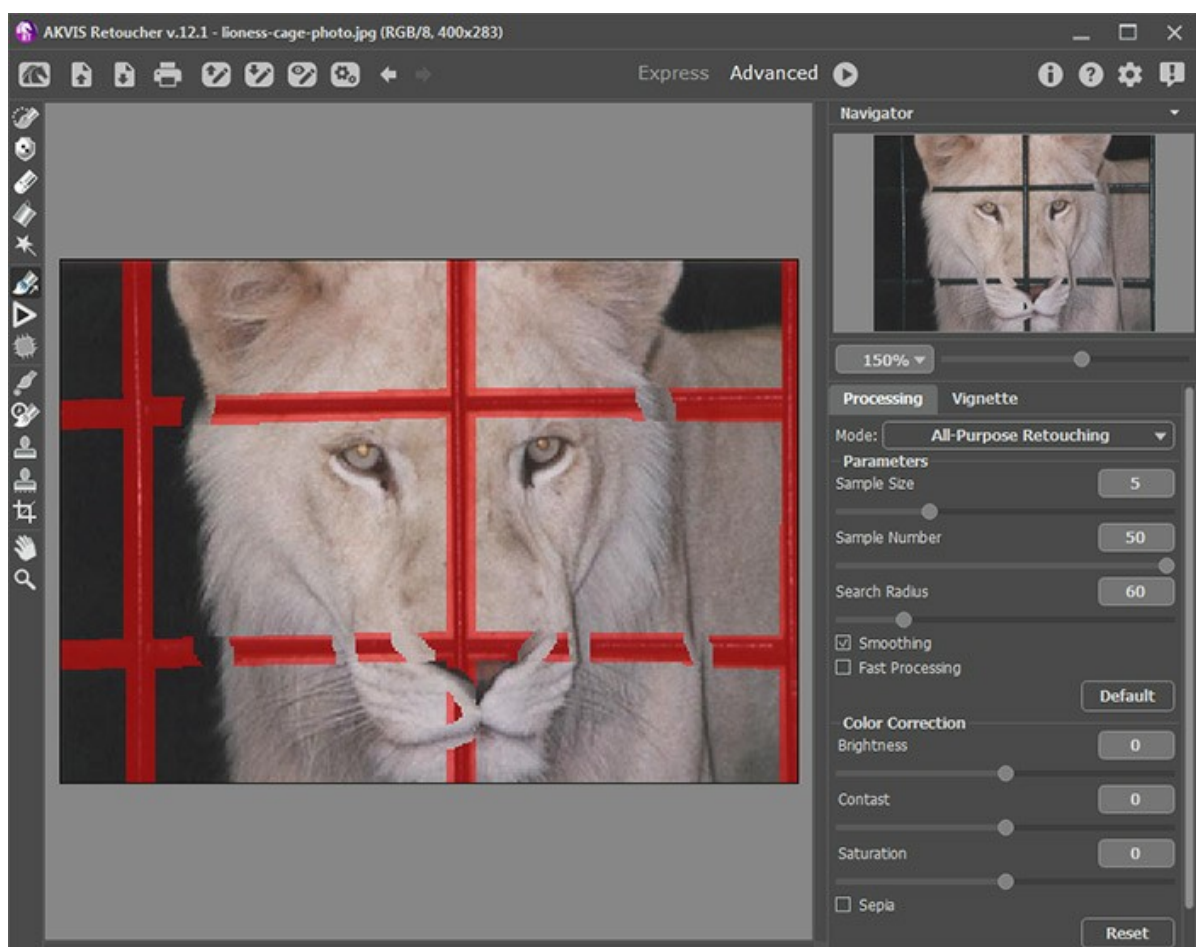 AKVIS Retoucher v.12.1 - lioness-cage-photo.jpg (RGB/8, 400x283)
Express Advanced
Navigator
150%
Processing Vignette
Mode: All-Purpose Retouching
Parameters
Sample Size 5
Sample Number 50
Search Radius 60
Smoothing
Fast Processing
Default
Color Correction
Brightness 0
Contast 0
Saturation 0
Sepia
Reset